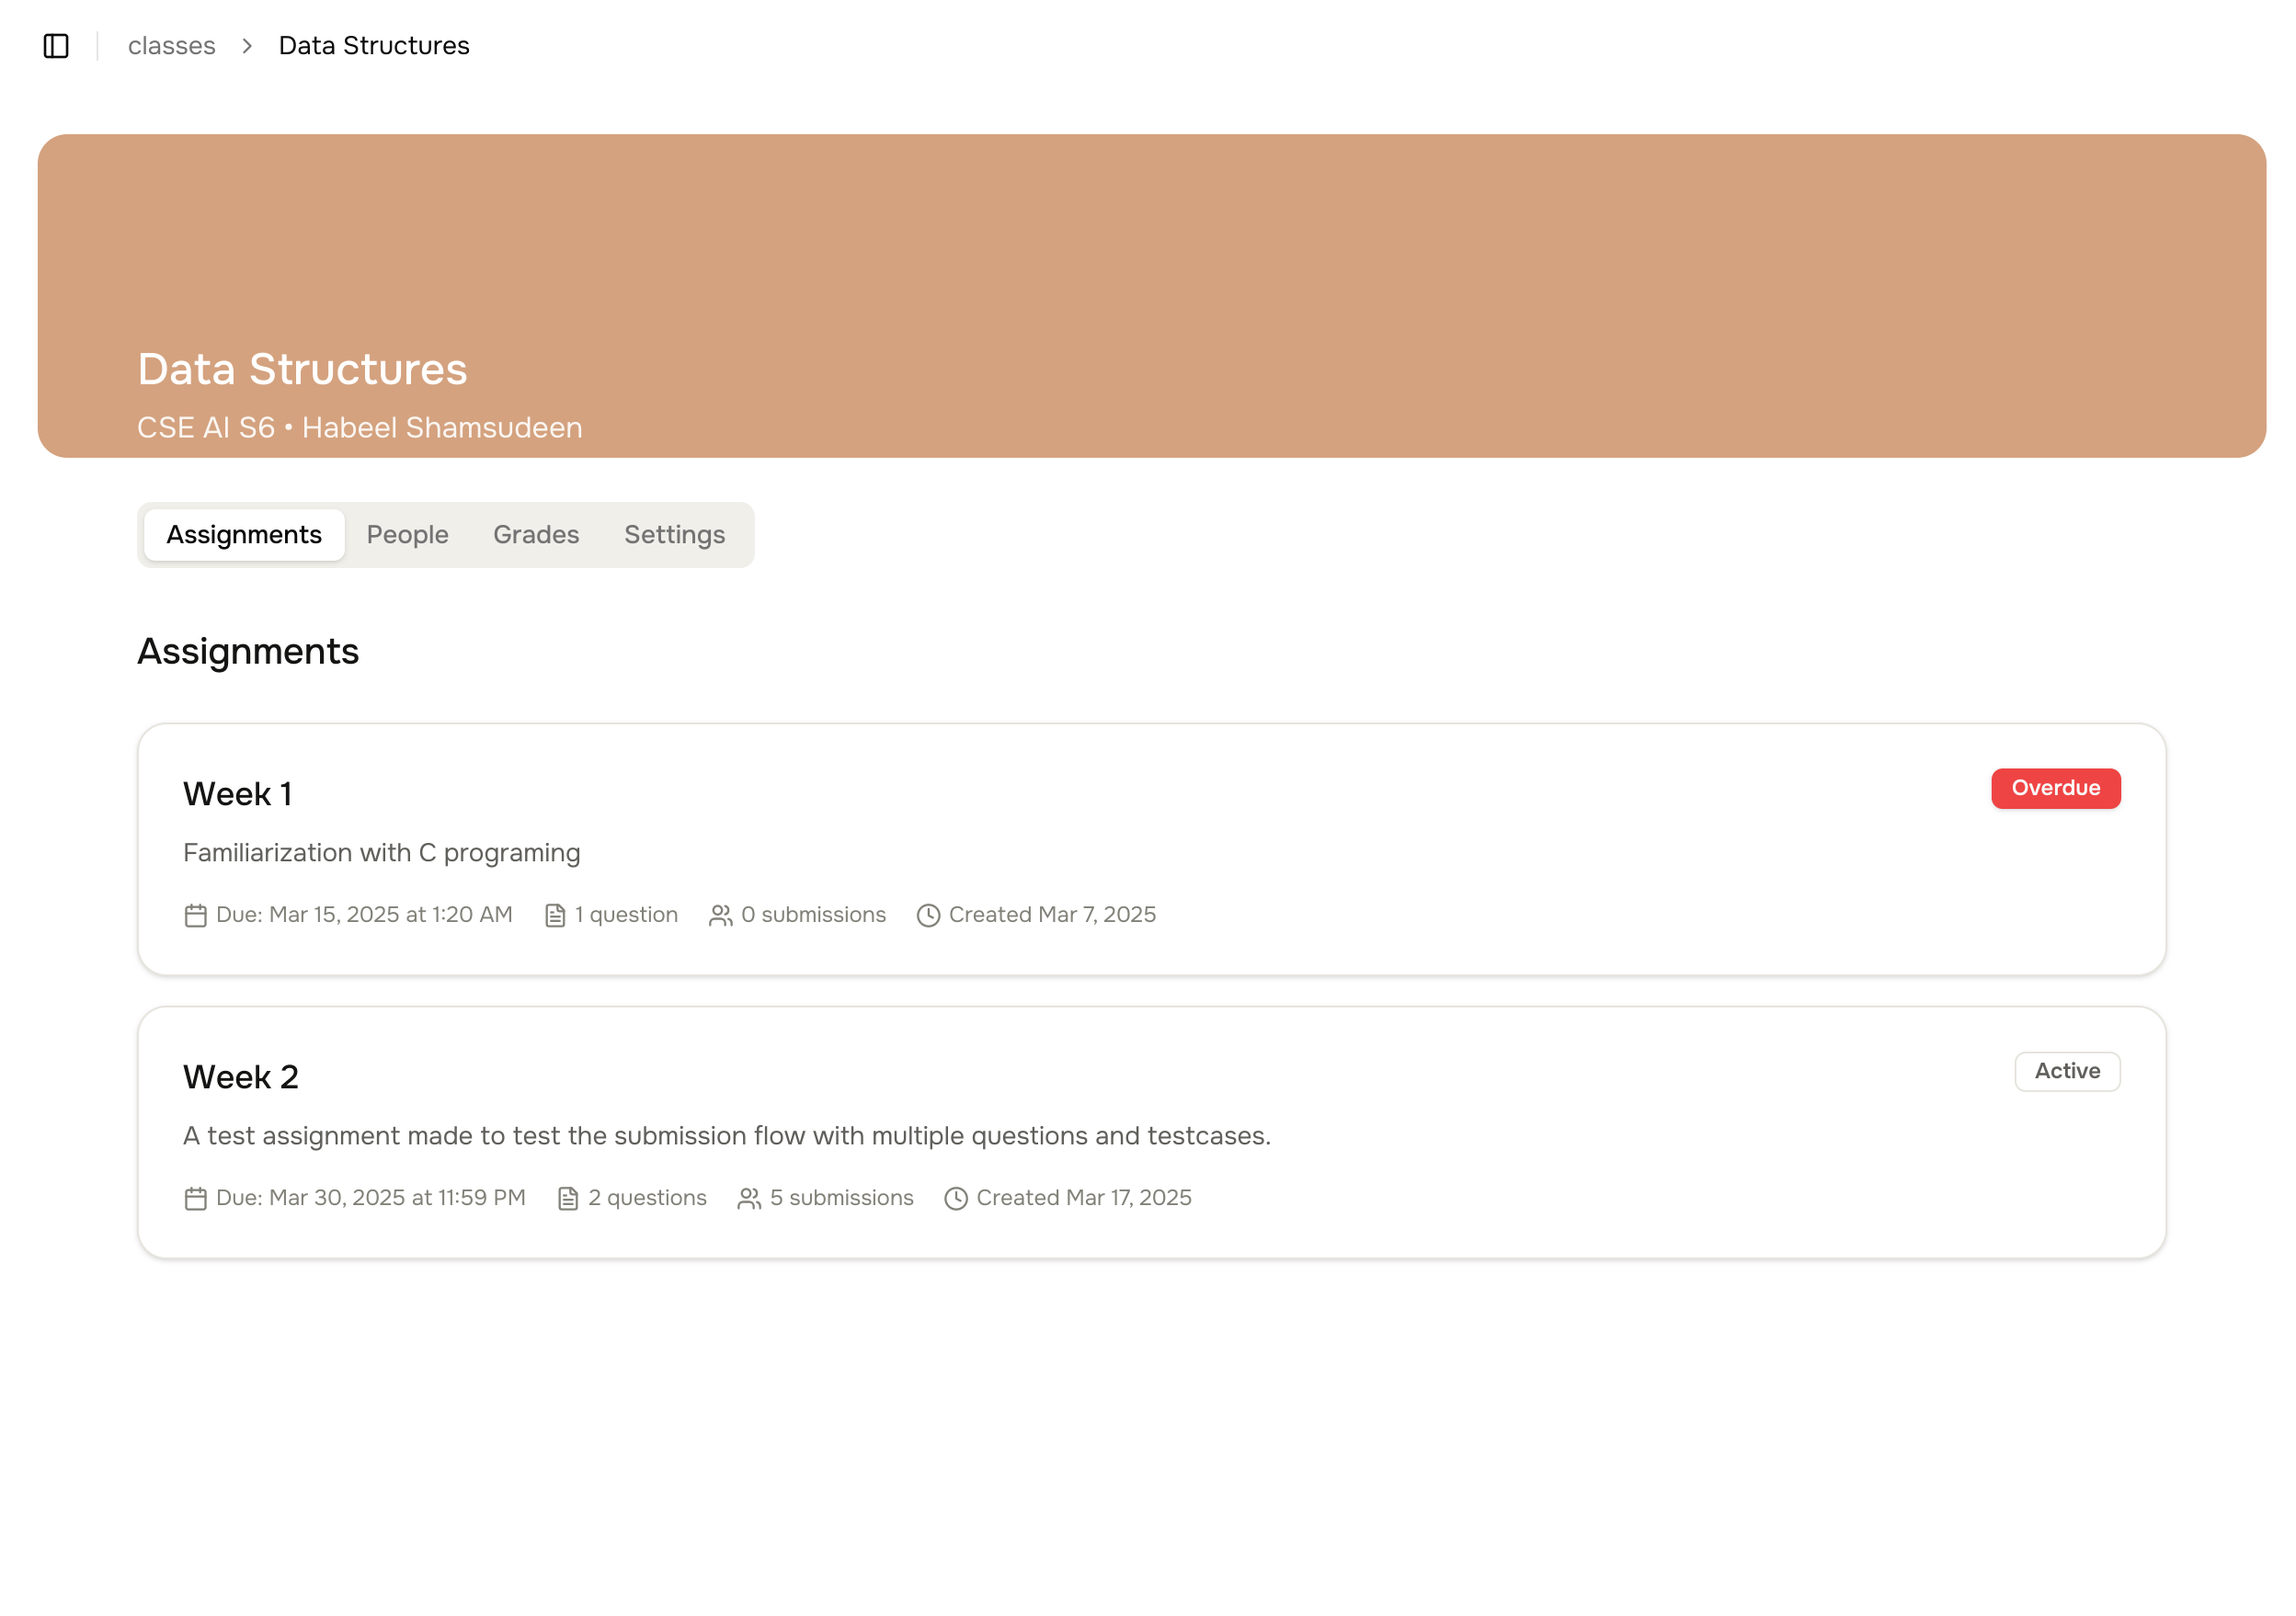 classes > Data Structures
Data Structures
CSE AI S6 • Habeel Shamsudeen
Assignments People Grades Settings
Assignments
Week 1 Overdue
Familiarization with C programing
Due: Mar 15, 2025 at 1:20 AM 1 question 0 submissions Created Mar 7, 2025
Week 2 Active
A test assignment made to test the submission flow with multiple questions and testcases.
Due: Mar 30, 2025 at 11:59 PM 2 questions 5 submissions Created Mar 17, 2025